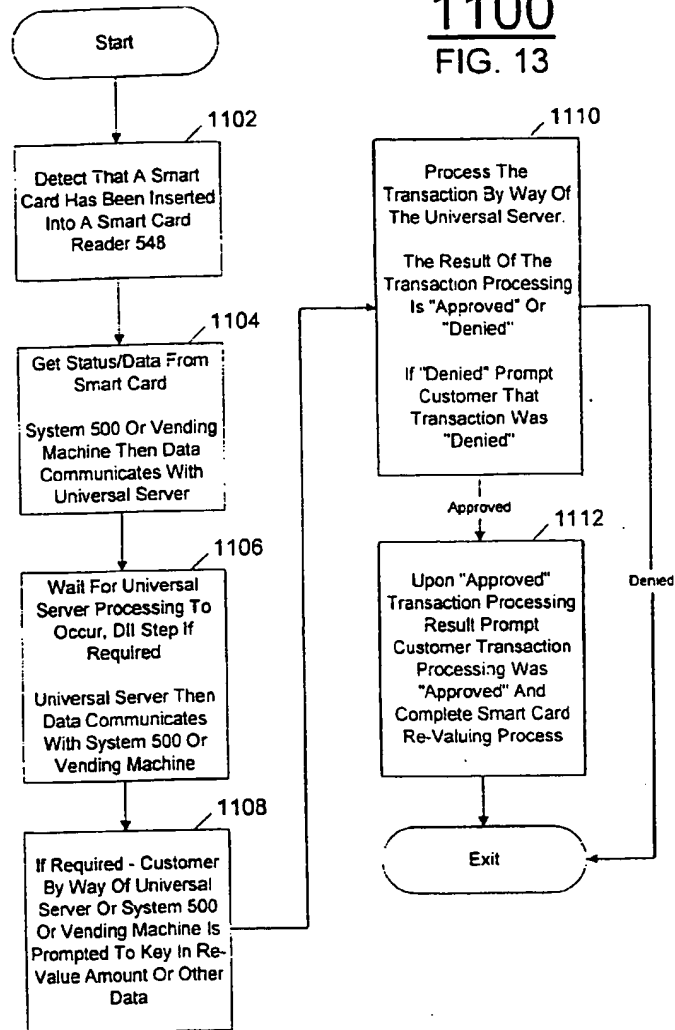 1100
FIG. 13
Start
1102
Detect That A Smart
Card Has Been Inserted
Into A Smart Card
Reader 548
1104
Get Status/Data From
Smart Card
System 500 Or Vending
Machine Then Data
Communicates With
Universal Server
1106
Wait For Universal
Server Processing To
Occur, DII Step If
Required
Universal Server Then
Data Communicates
With System 500 Or
Vending Machine
1108
If Required - Customer
By Way Of Universal
Server Or System 500
Or Vending Machine Is
Prompted To Key In Re-
Value Amount Or Other
Data
1110
Process The
Transaction By Way Of
The Universal Server.
The Result Of The
Transaction Processing
Is "Approved" Or
"Denied"
If "Denied" Prompt
Customer That
Transaction Was
"Denied"
Approved
Denied
1112
Upon "Approved"
Transaction Processing
Result Prompt
Customer Transaction
Processing Was
"Approved" And
Complete Smart Card
Re-Valuing Process
Exit